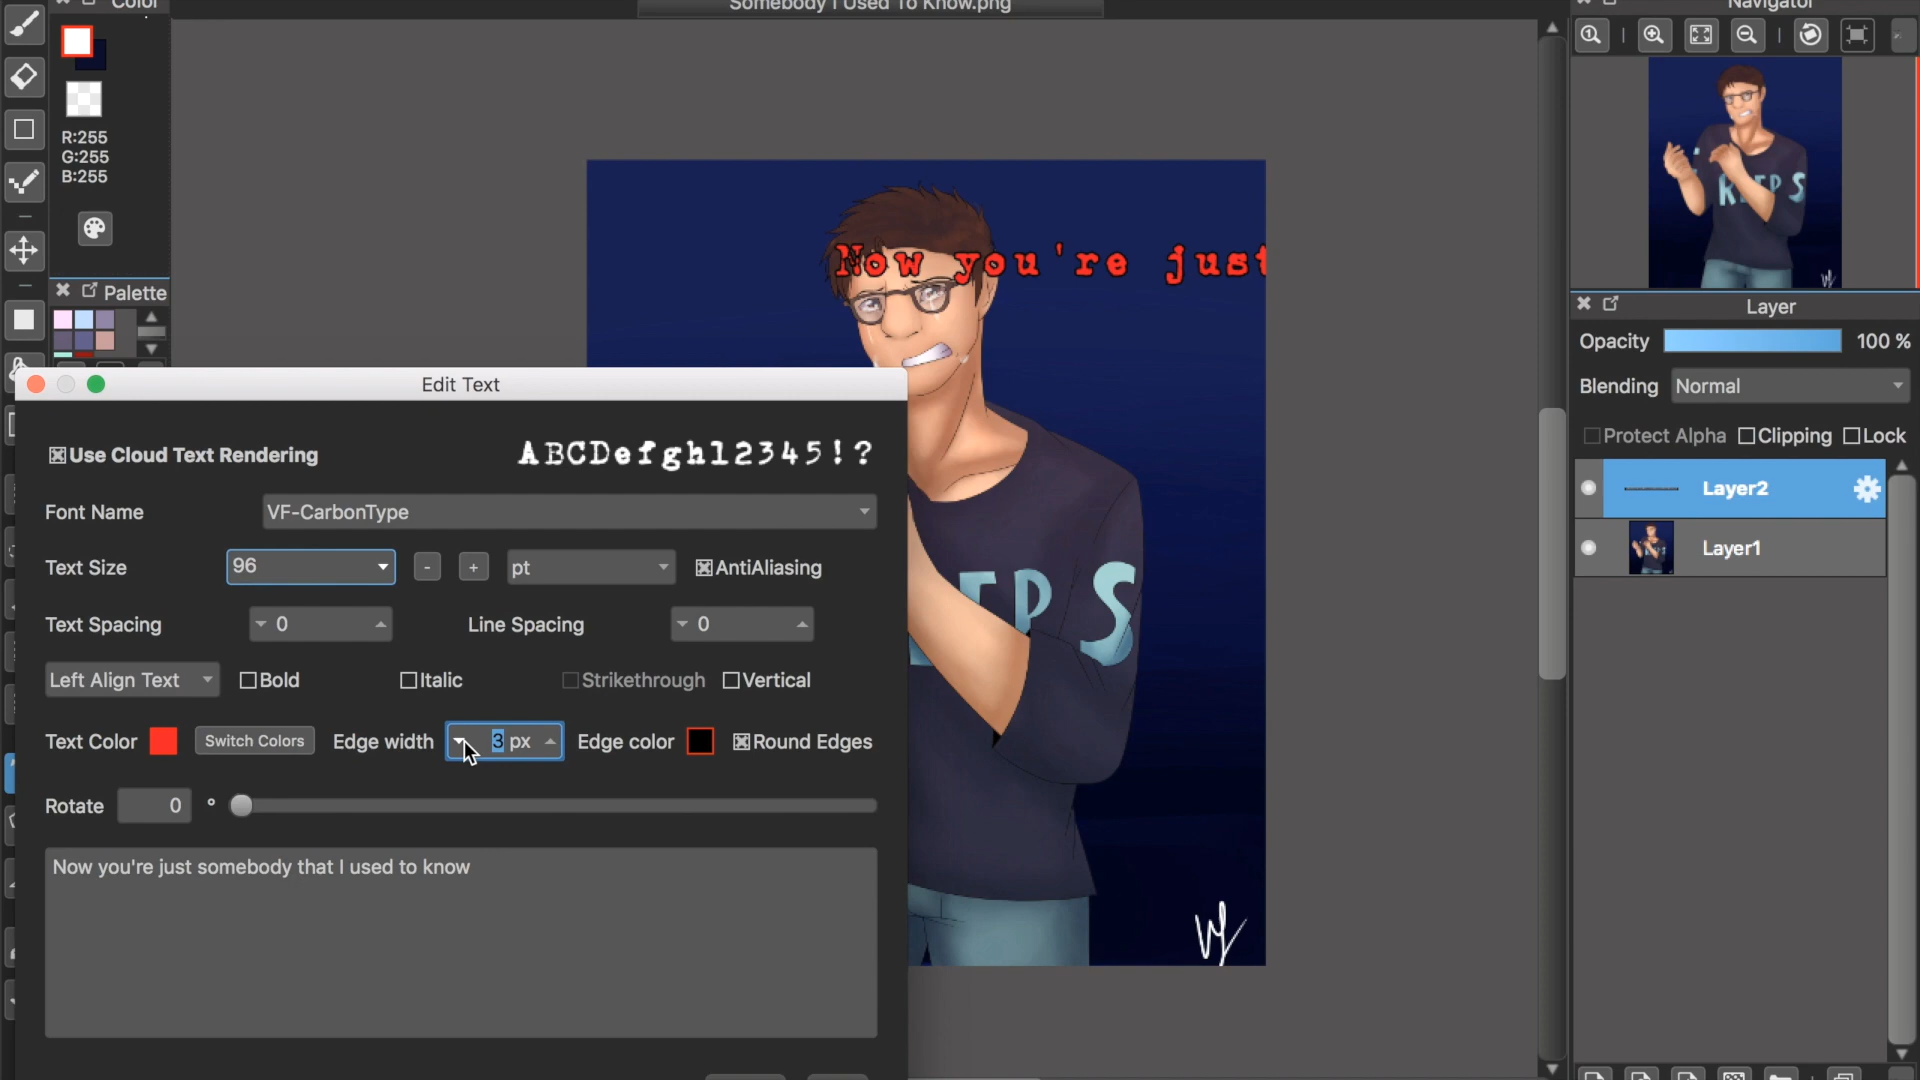 Color
Somebody I Used To Know.png
Navigator
R:255
G:255
B:255
Palette
Now you're just
REEPS
Layer
Opacity 100 %
Blending Normal
Protect Alpha Clipping Lock
Layer2
Layer1
Edit Text
Use Cloud Text Rendering ABCDefgh12345!?
Font Name VF-CarbonType
Text Size 96 - + pt AntiAliasing
Text Spacing 0 Line Spacing 0
EPS
Left Align Text Bold Italic Strikethrough Vertical
Text Color Switch Colors Edge width 3 px Edge color Round Edges
Rotate 0 °
Now you're just somebody that I used to know